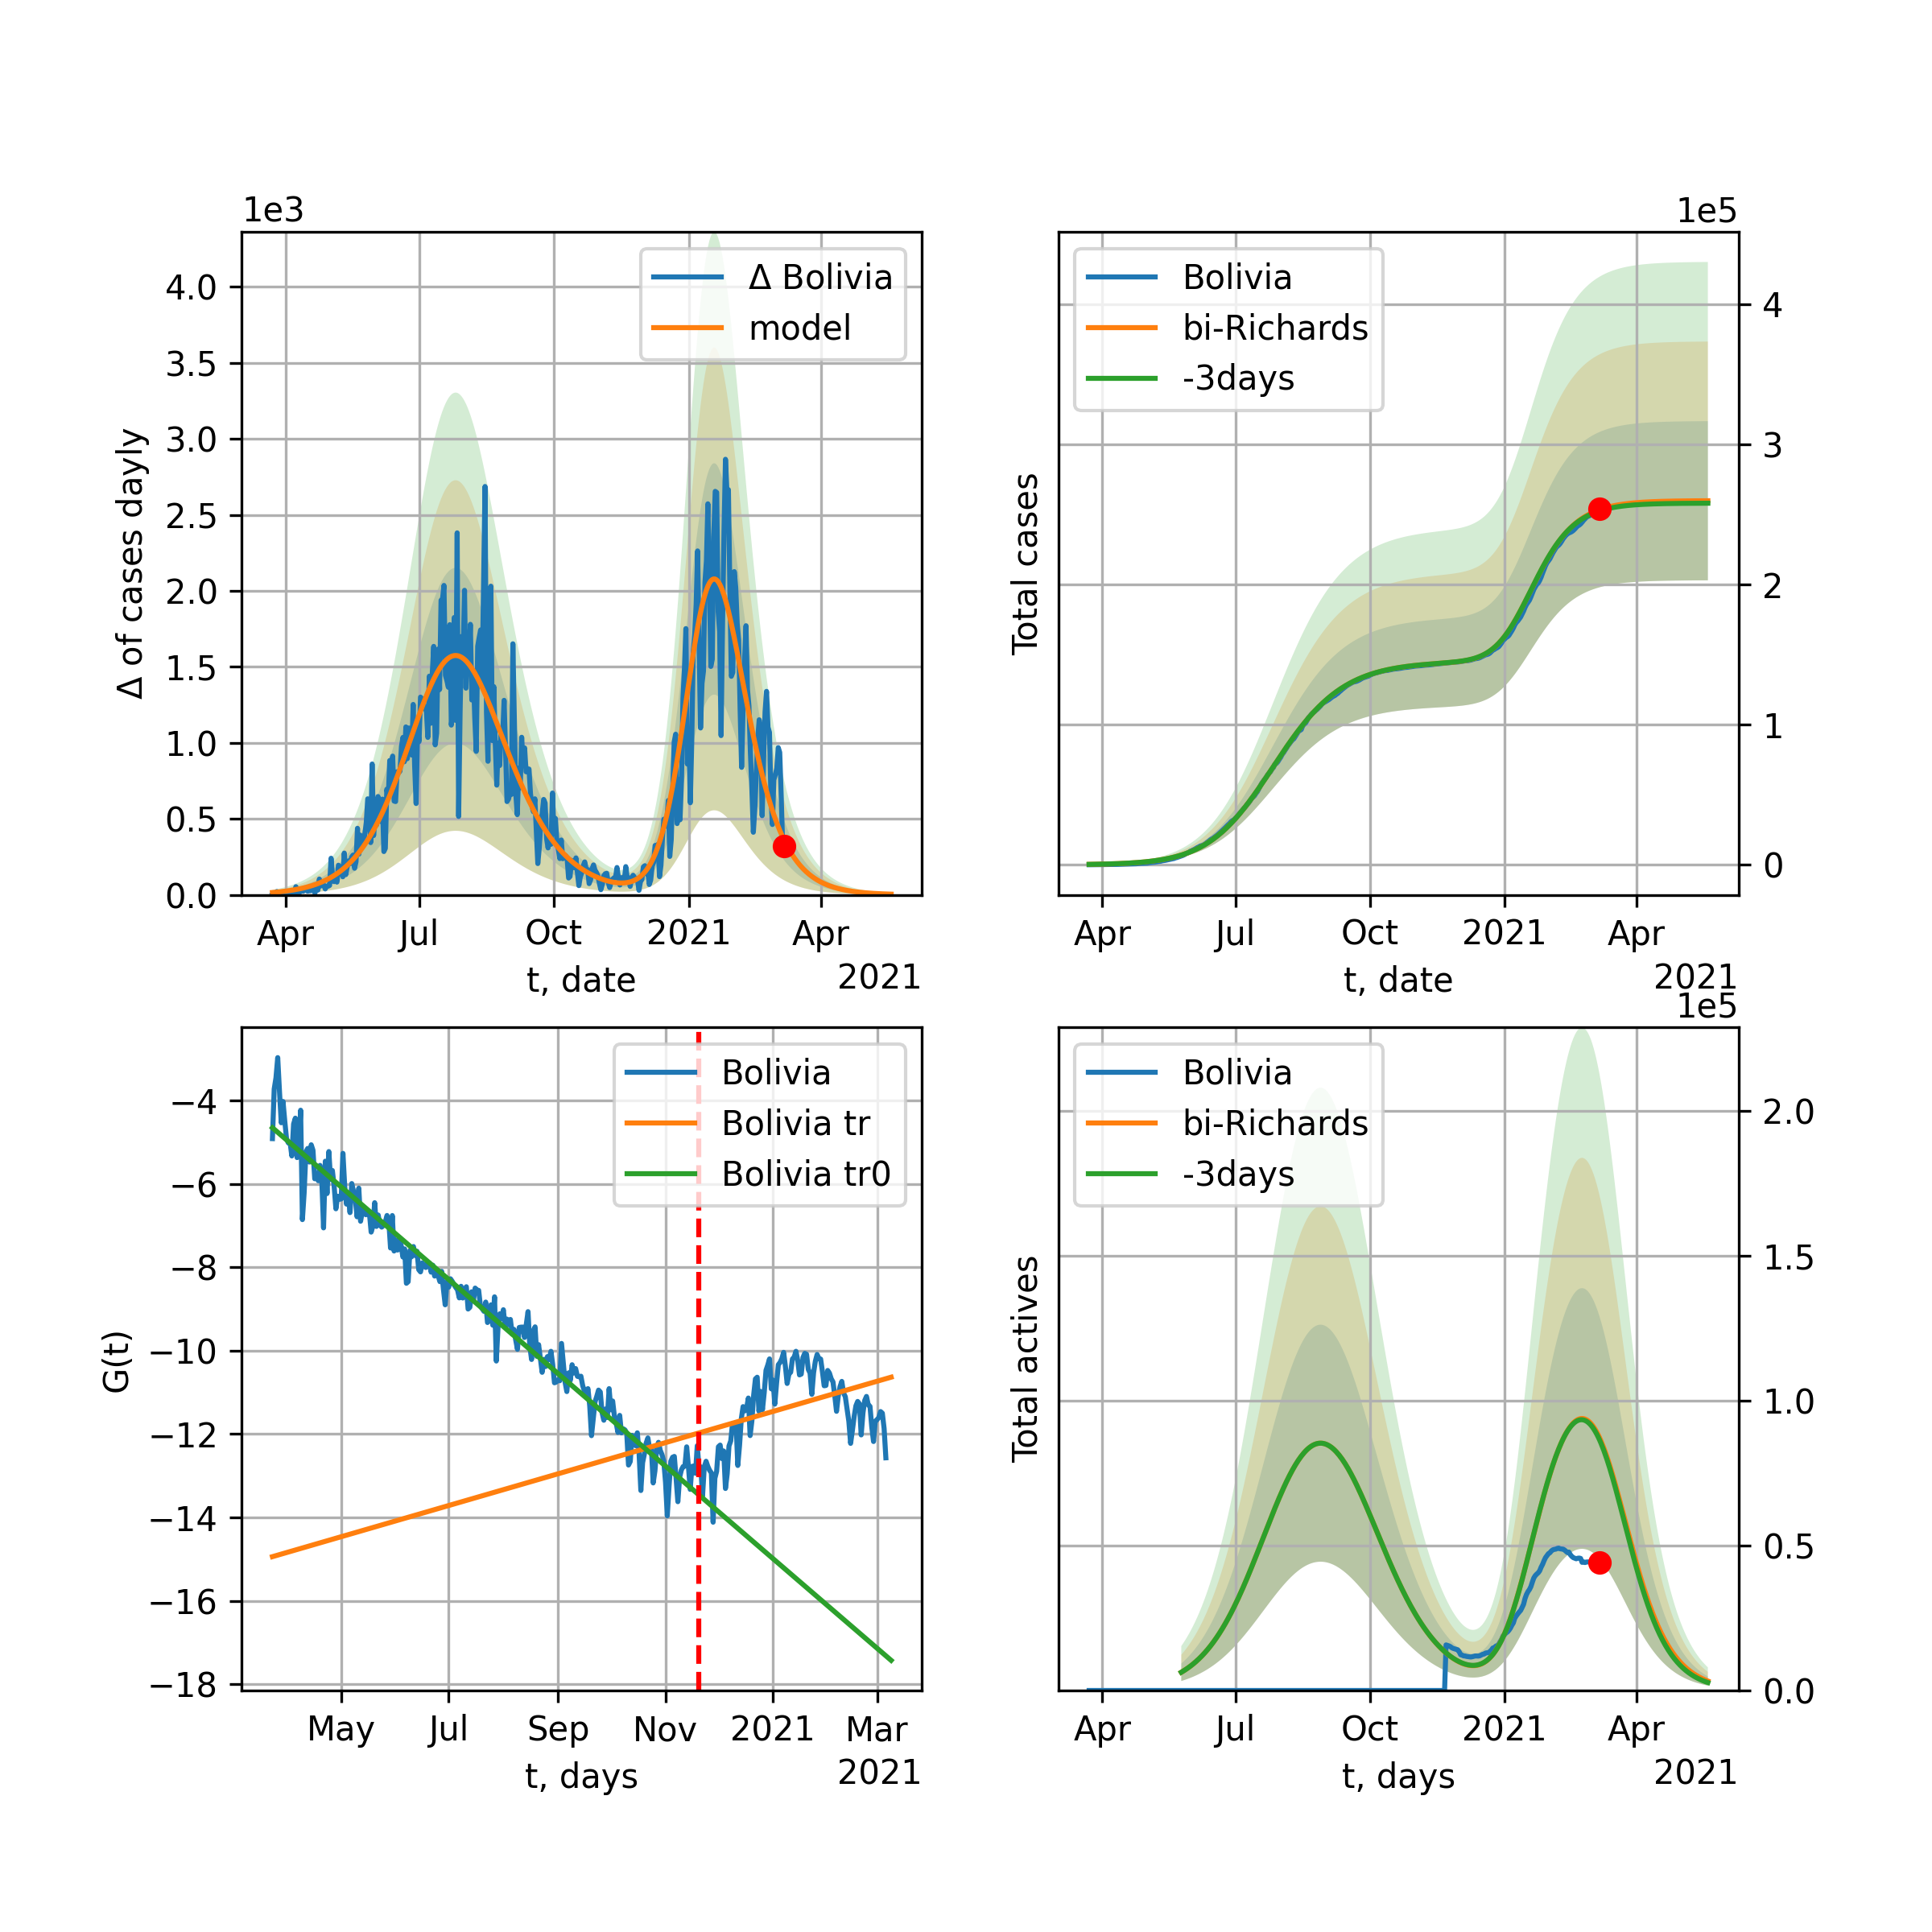 1e3
Δ of cases dayly
4.0
3.5
3.0
2.5
2.0
1.5
1.0
0.5
0.0
Δ Bolivia
model
Apr Jul Oct 2021 Apr
t, date
2021
1e5
Total cases
Bolivia
bi-Richards
-3days
4
3
2
1
0
Apr Jul Oct 2021 Apr
t, date
2021
G(t)
−4
−6
−8
−10
−12
−14
−16
−18
Bolivia
Bolivia tr
Bolivia tr0
May Jul Sep Nov 2021 Mar
t, days
2021
1e5
Total actives
Bolivia
bi-Richards
-3days
2.0
1.5
1.0
0.5
0.0
Apr Jul Oct 2021 Apr
t, days
2021